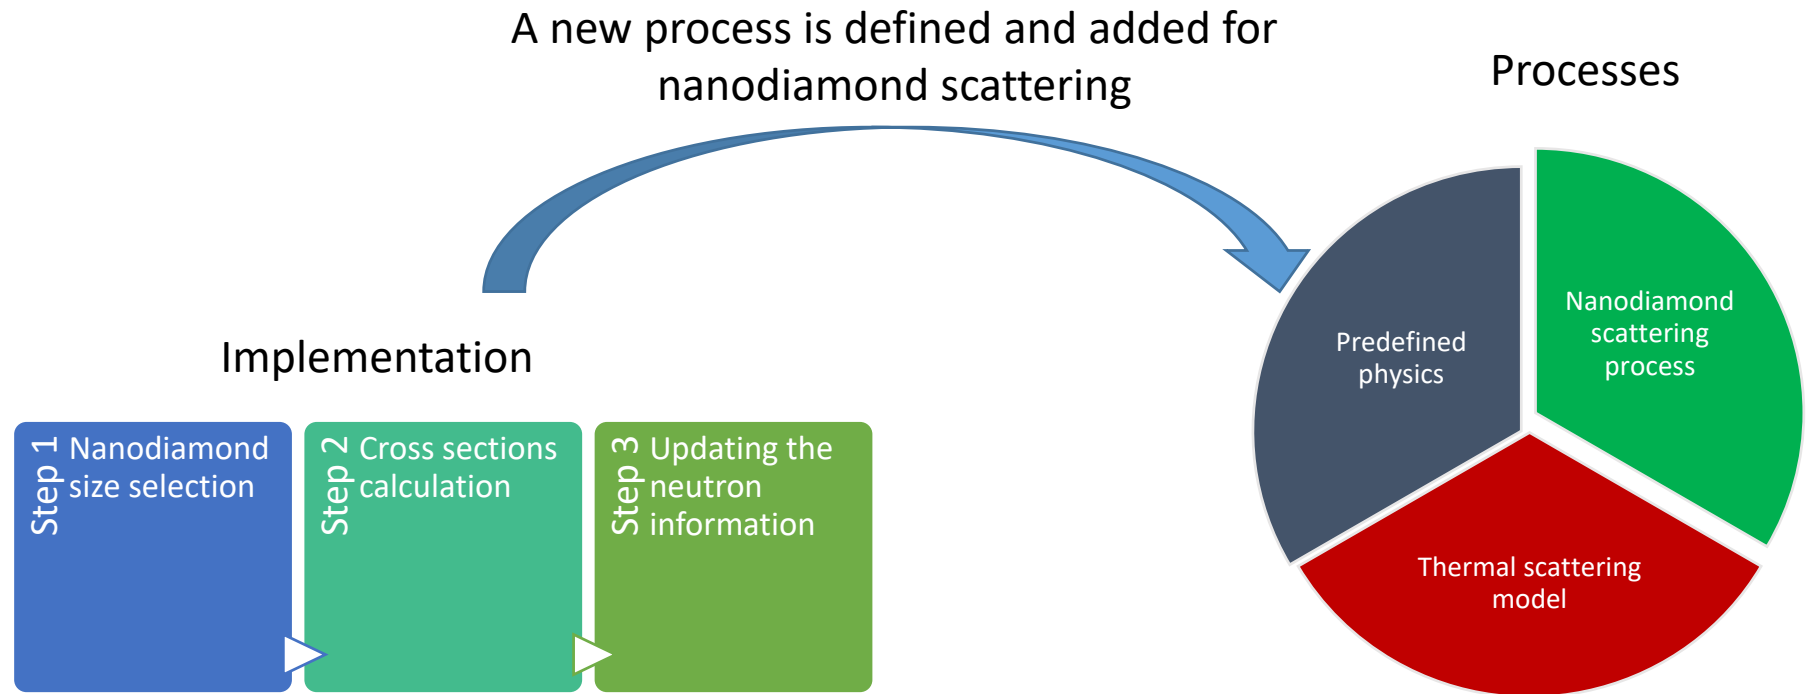 A new process is defined and added for
nanodiamond scattering
Processes
Implementation
Step 1
Nanodiamond
size selection
Step 2
Cross sections
calculation
Step 3
Updating the
neutron
information
Predefined
physics
Nanodiamond
scattering
process
Thermal scattering
model